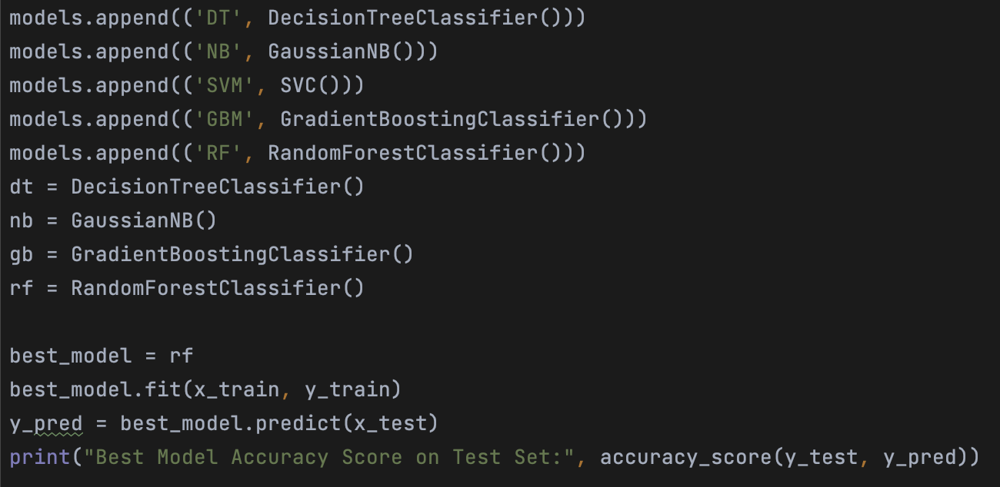 models.append(('DT', DecisionTreeClassifier()))
models.append(('NB', GaussianNB()))
models.append(('SVM', SVC()))
models.append(('GBM', GradientBoostingClassifier()))
models.append(('RF', RandomForestClassifier()))
dt = DecisionTreeClassifier()
nb = GaussianNB()
gb = GradientBoostingClassifier()
rf = RandomForestClassifier()
best_model = rf
best_model.fit(x_train, y_train)
y_pred = best_model.predict(x_test)
print("Best Model Accuracy Score on Test Set:", accuracy_score(y_test, y_pred))